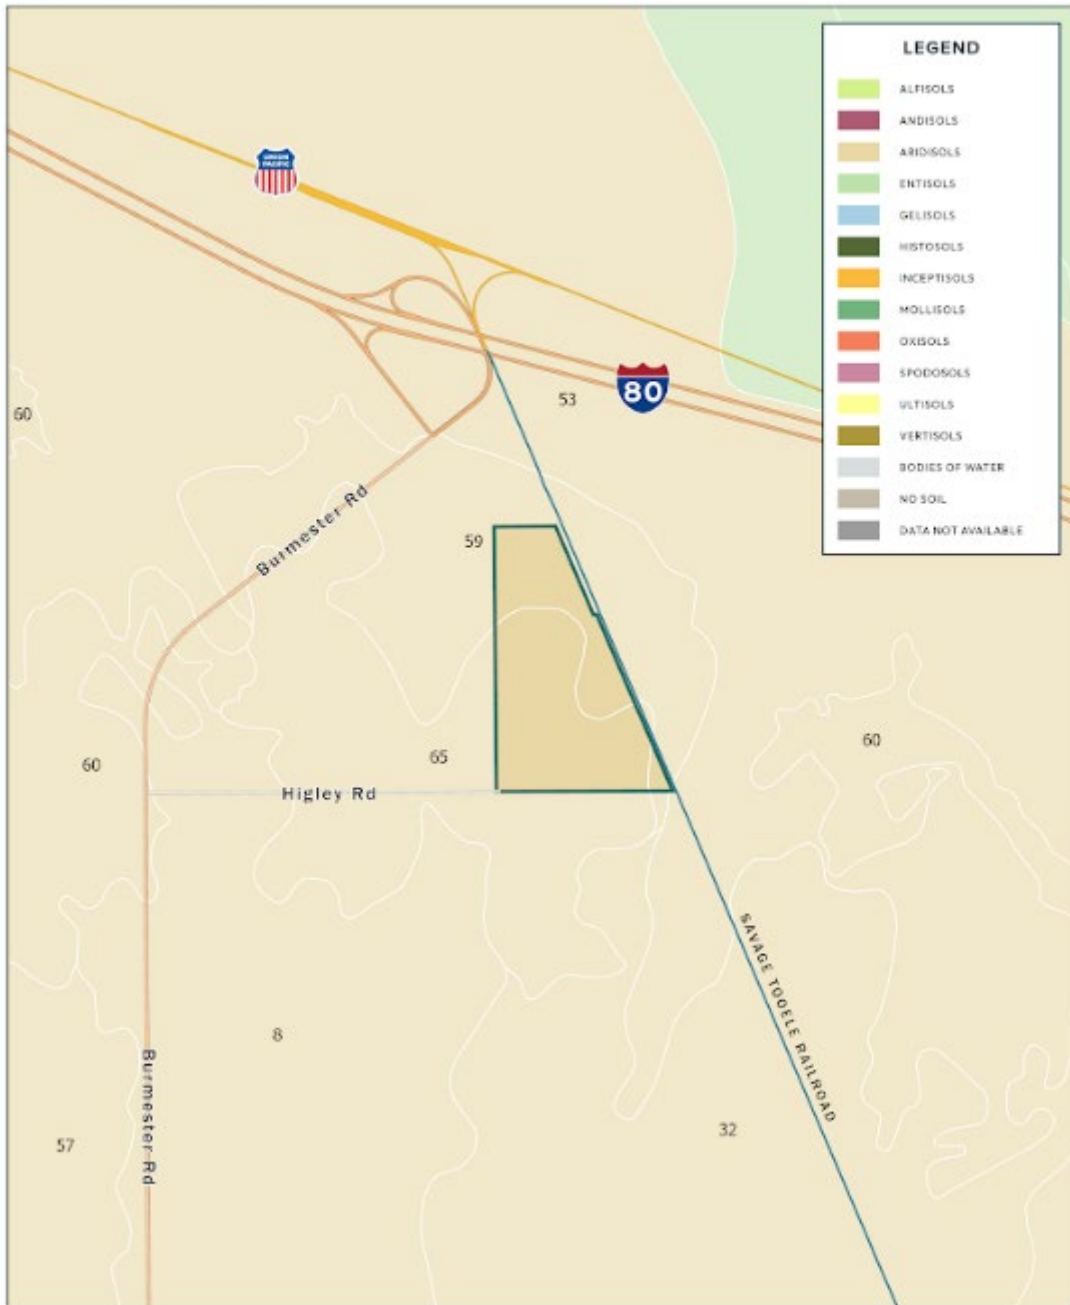 LEGEND
ALFISOLS
ANDISOLS
ARIDISOLS
ENTISOLS
GELISOLS
HISTOSOLS
INCEPTISOLS
MOLLISOLS
OXISOLS
SPODOSOLS
ULTISOLS
VERTISOLS
BODIES OF WATER
NO SOIL
DATA NOT AVAILABLE
UNION
PACIFIC
80
53
60
Burmester Rd
59
60
65
60
Higley Rd
SAVAGE TOOELE RAILROAD
8
Burmester Rd
32
57